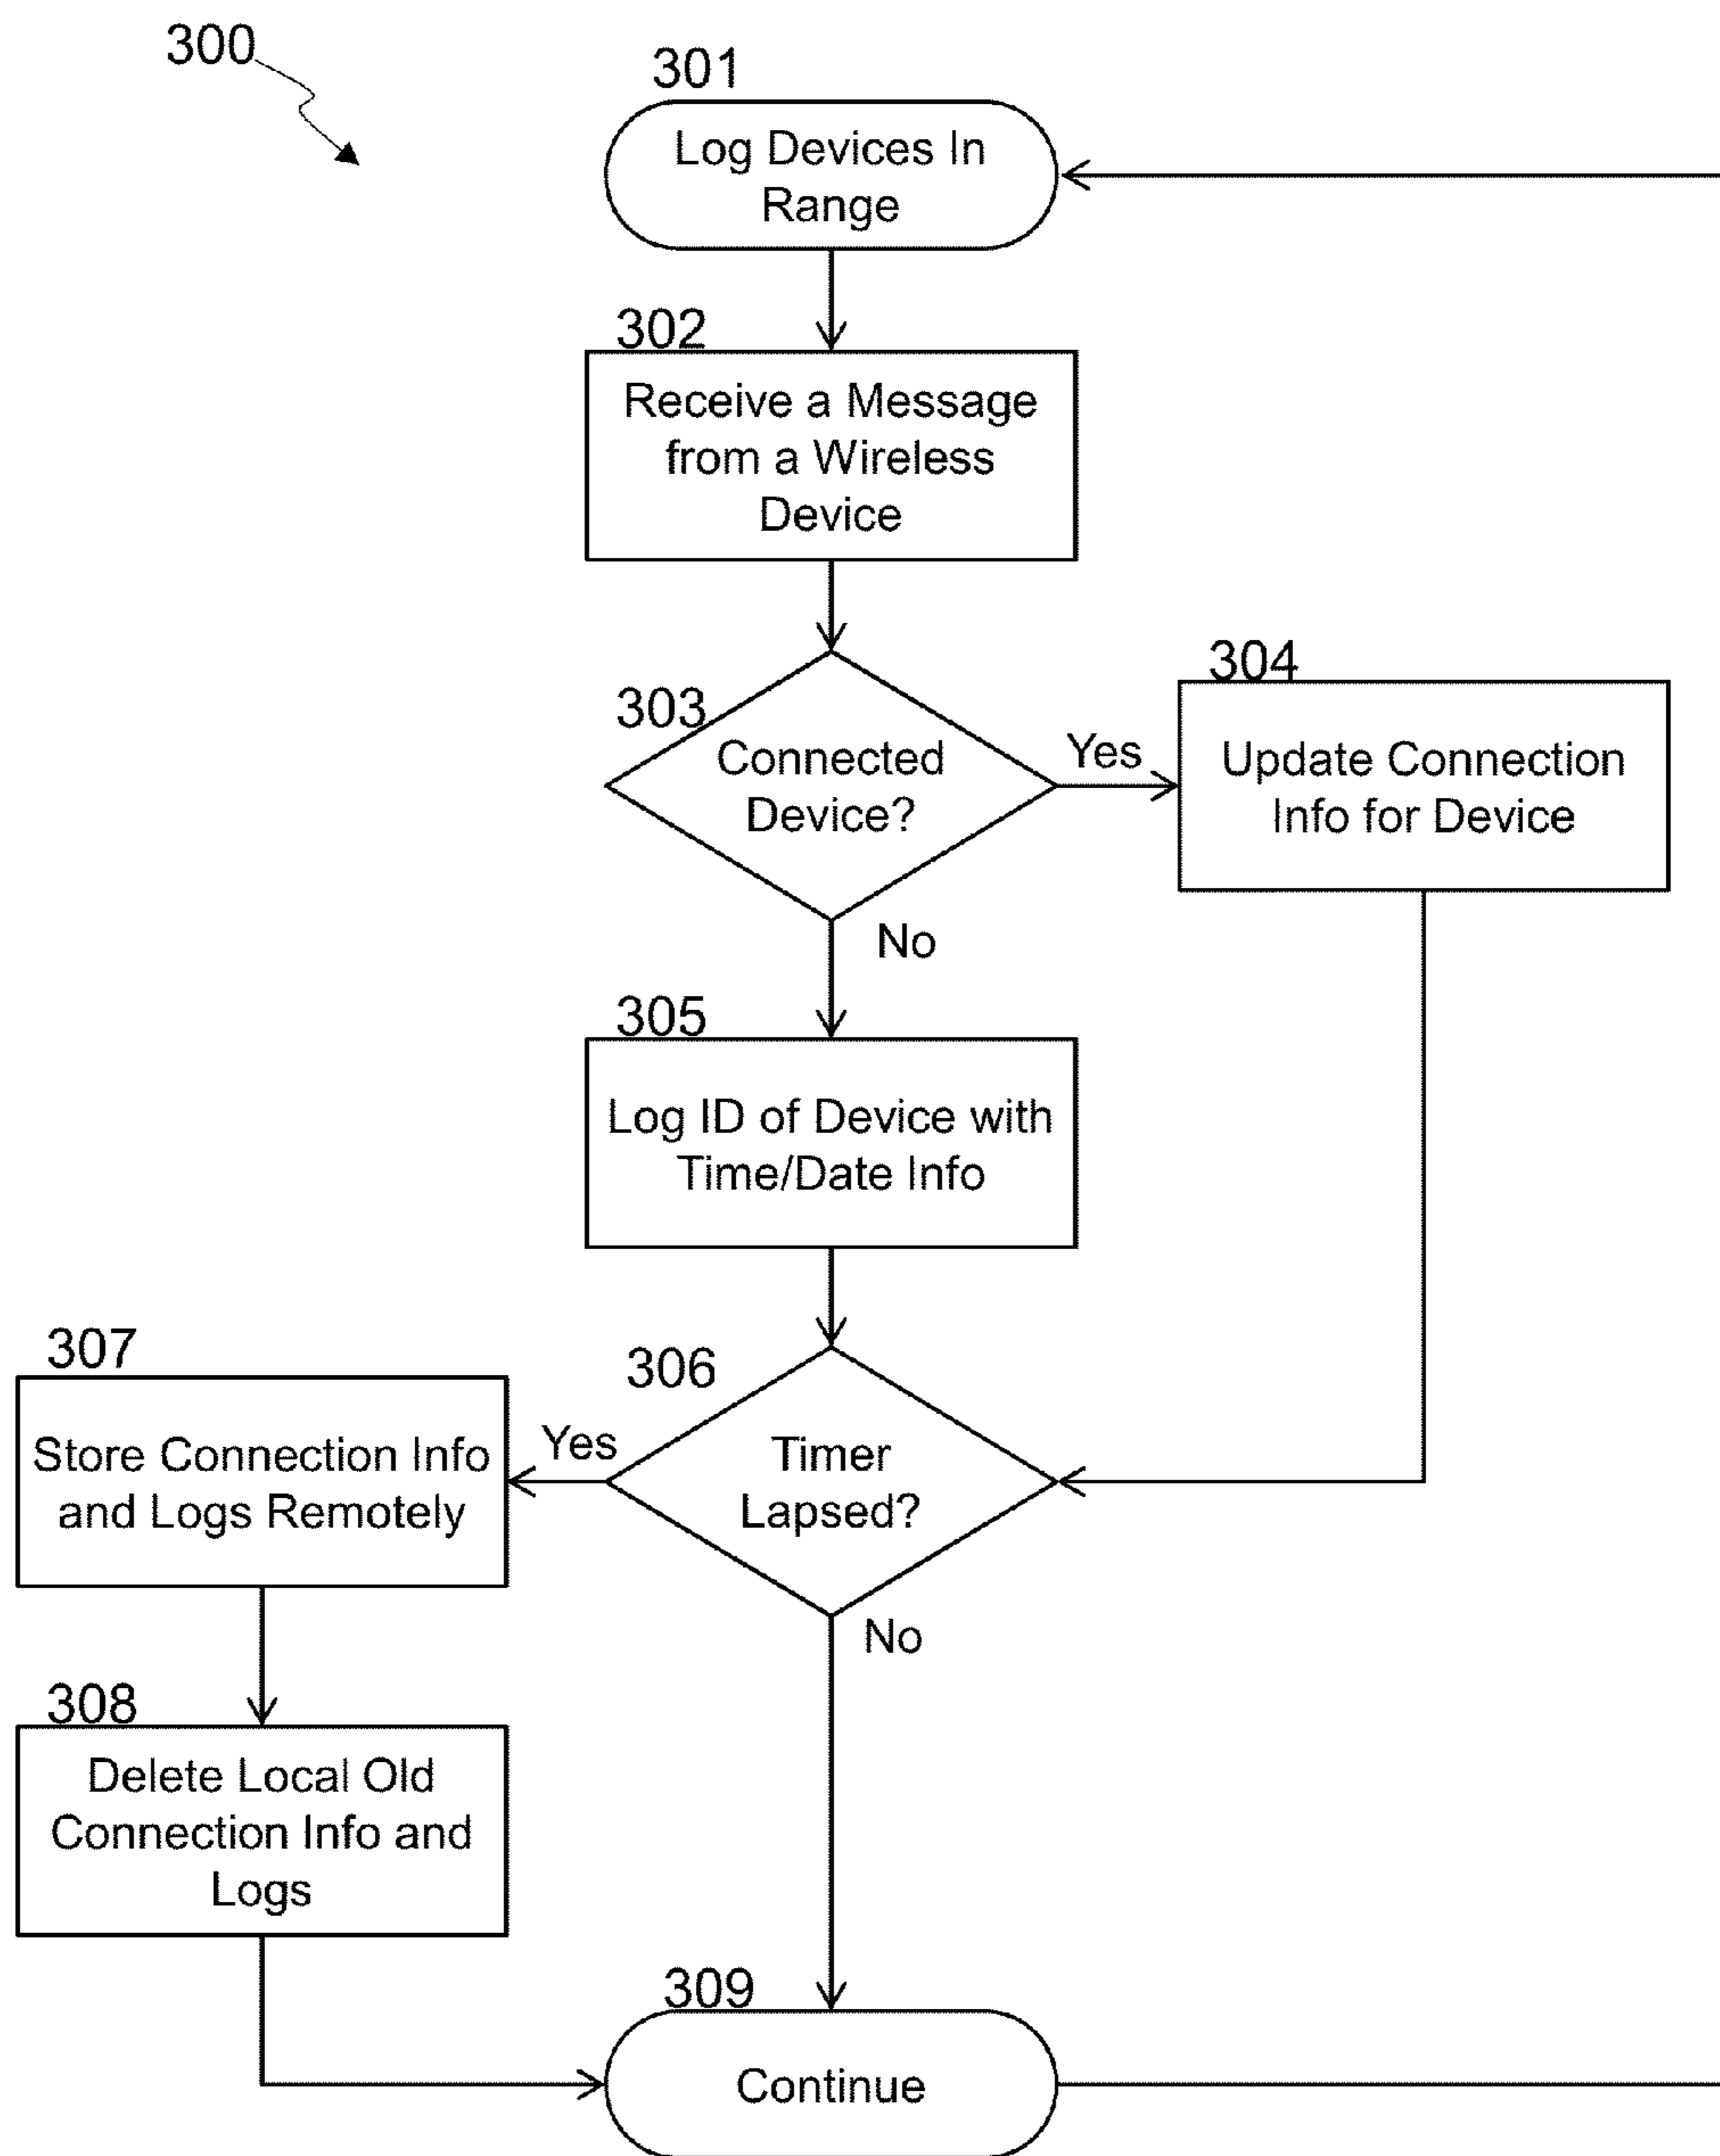 300
301
Log Devices In
Range
302
Receive a Message
from a Wireless
Device
303
Connected
Device?
Yes
304
Update Connection
Info for Device
No
305
Log ID of Device with
Time/Date Info
306
Timer
Lapsed?
Yes
307
Store Connection Info
and Logs Remotely
No
308
Delete Local Old
Connection Info and
Logs
309
Continue